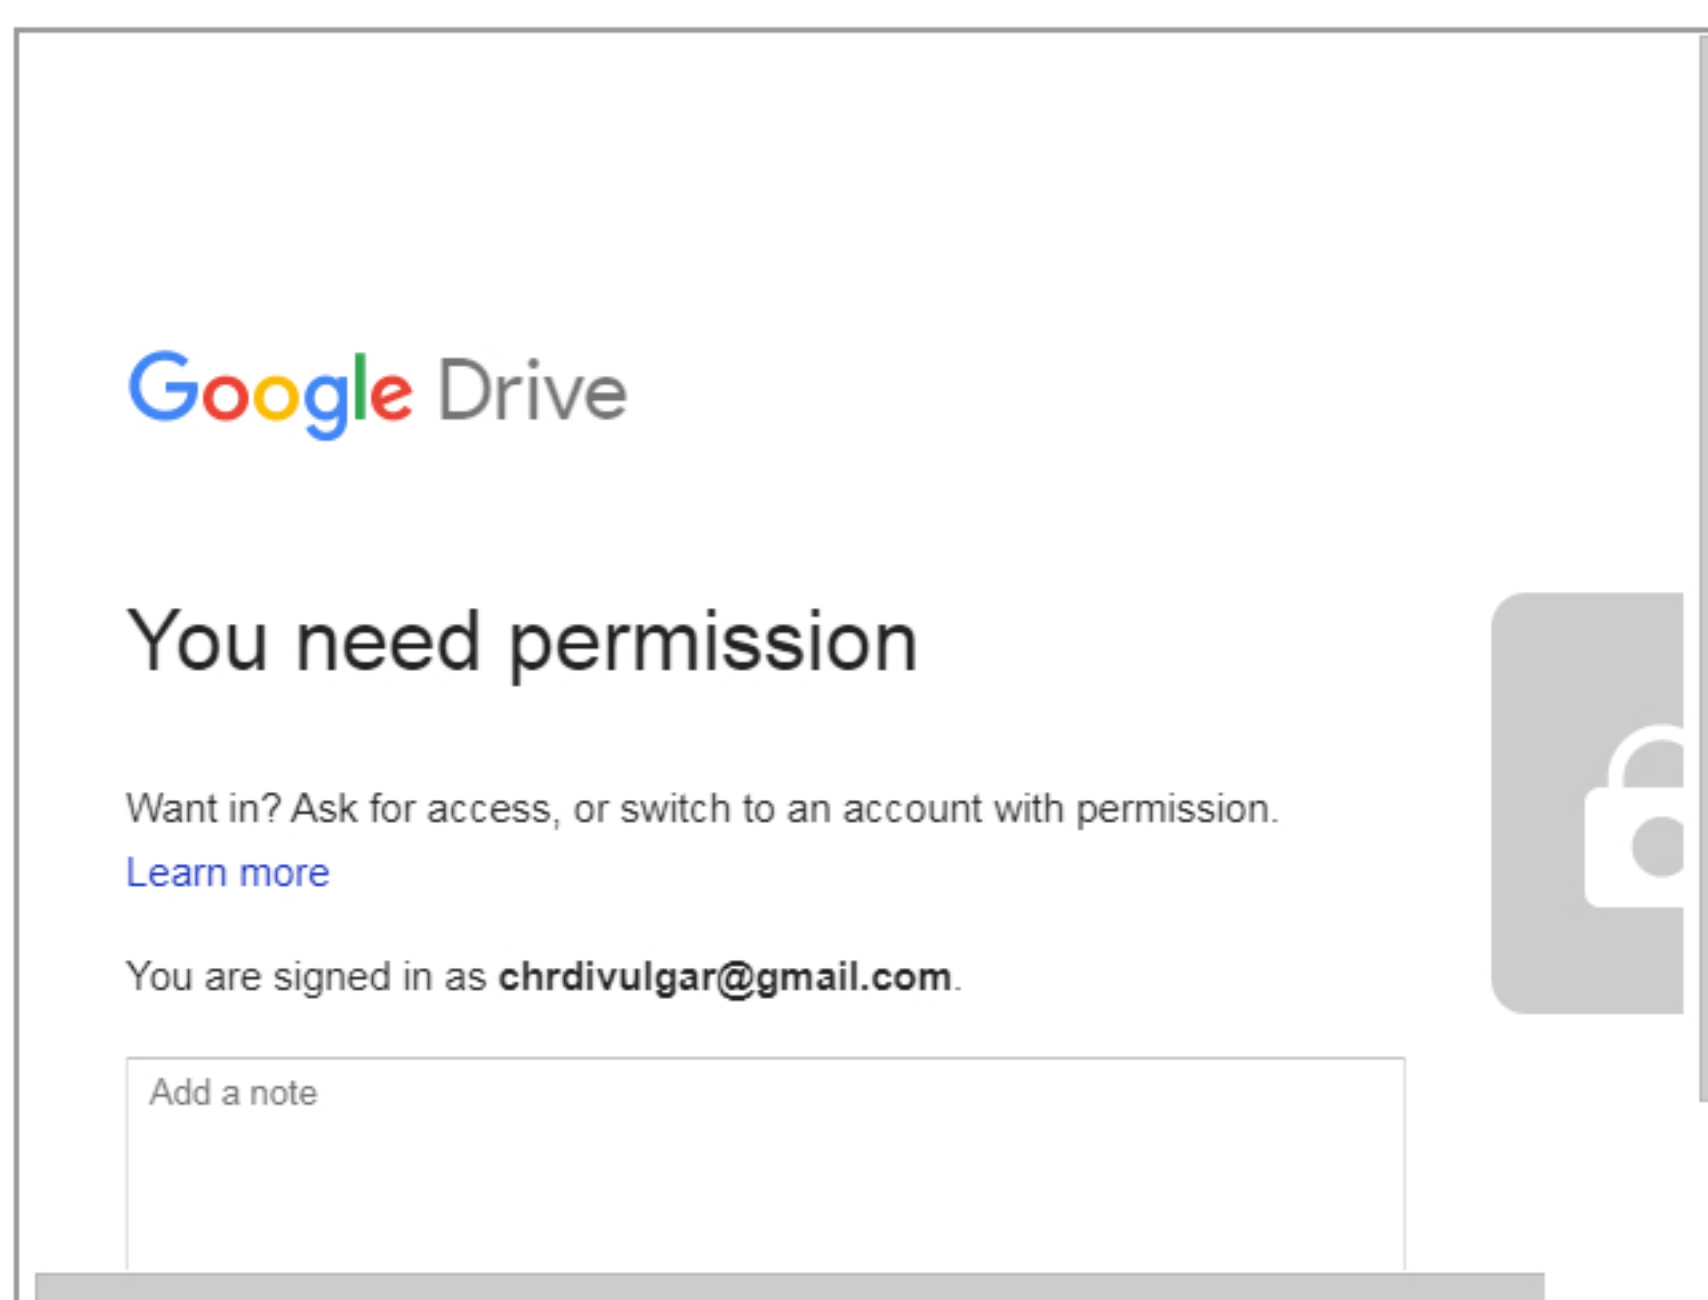 Google Drive
You need permission
Want in? Ask for access, or switch to an account with permission.
Learn more
You are signed in as chrdivulgar@gmail.com.
Add a note